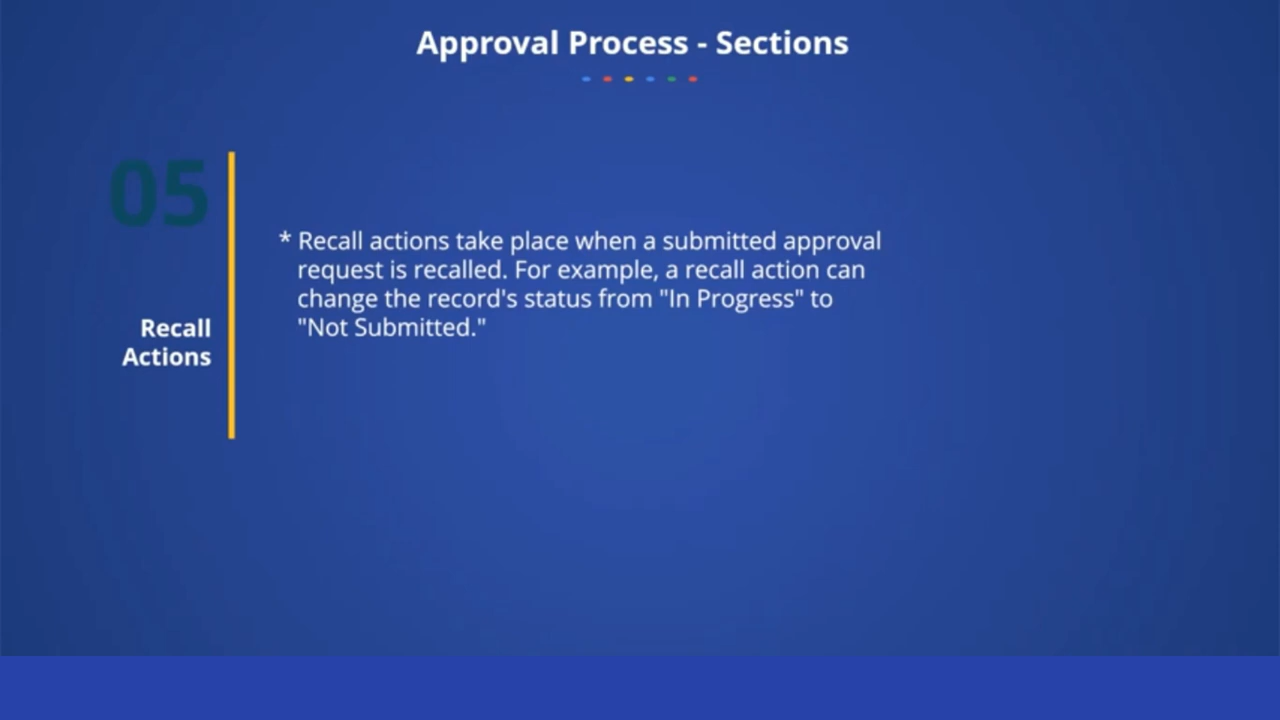 Approval Process - Sections
05
Recall
Actions
* Recall actions take place when a submitted approval
request is recalled. For example, a recall action can
change the record's status from "In Progress" to
"Not Submitted."